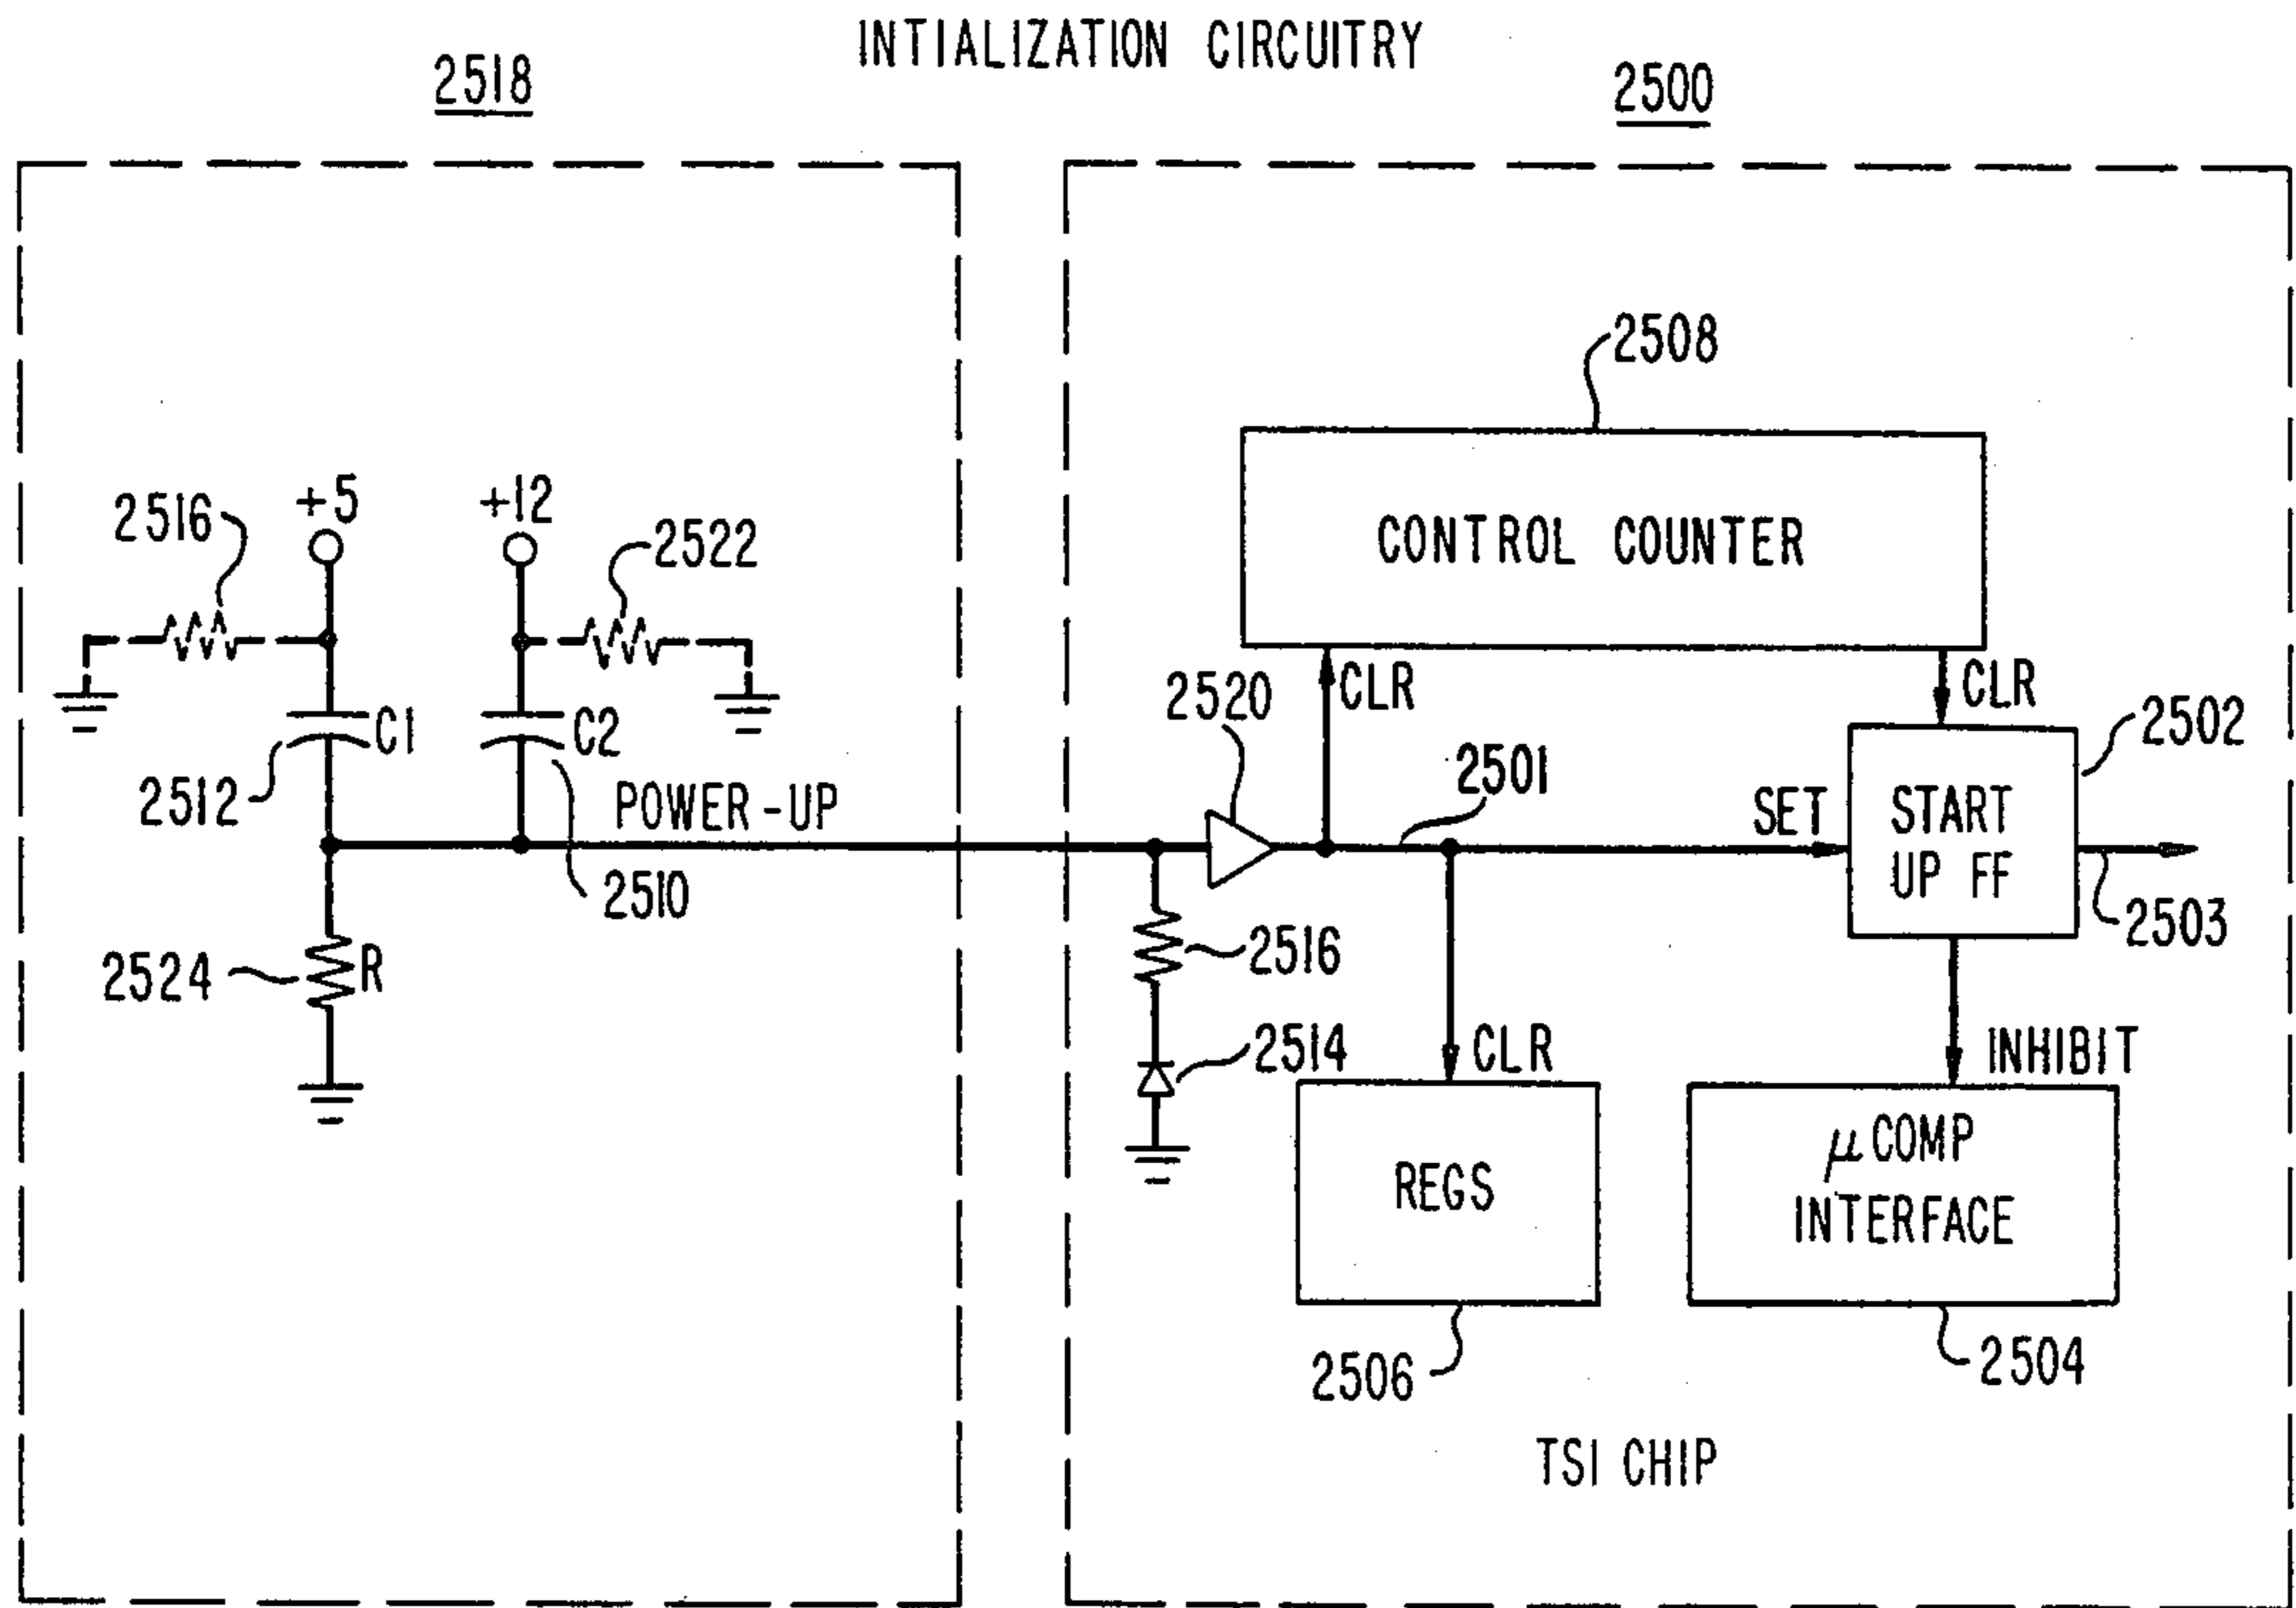 INTIALIZATION CIRCUITRY
2518
2500
2508
CONTROL COUNTER
2516
+5
+12
2522
CLR
CLR
2520
2502
C1
C2
2512
POWER-UP
2501
SET
START
UP FF
2510
2503
2524
R
2516
2514
CLR
INHIBIT
REGS
μCOMP
INTERFACE
2506
2504
TSI CHIP